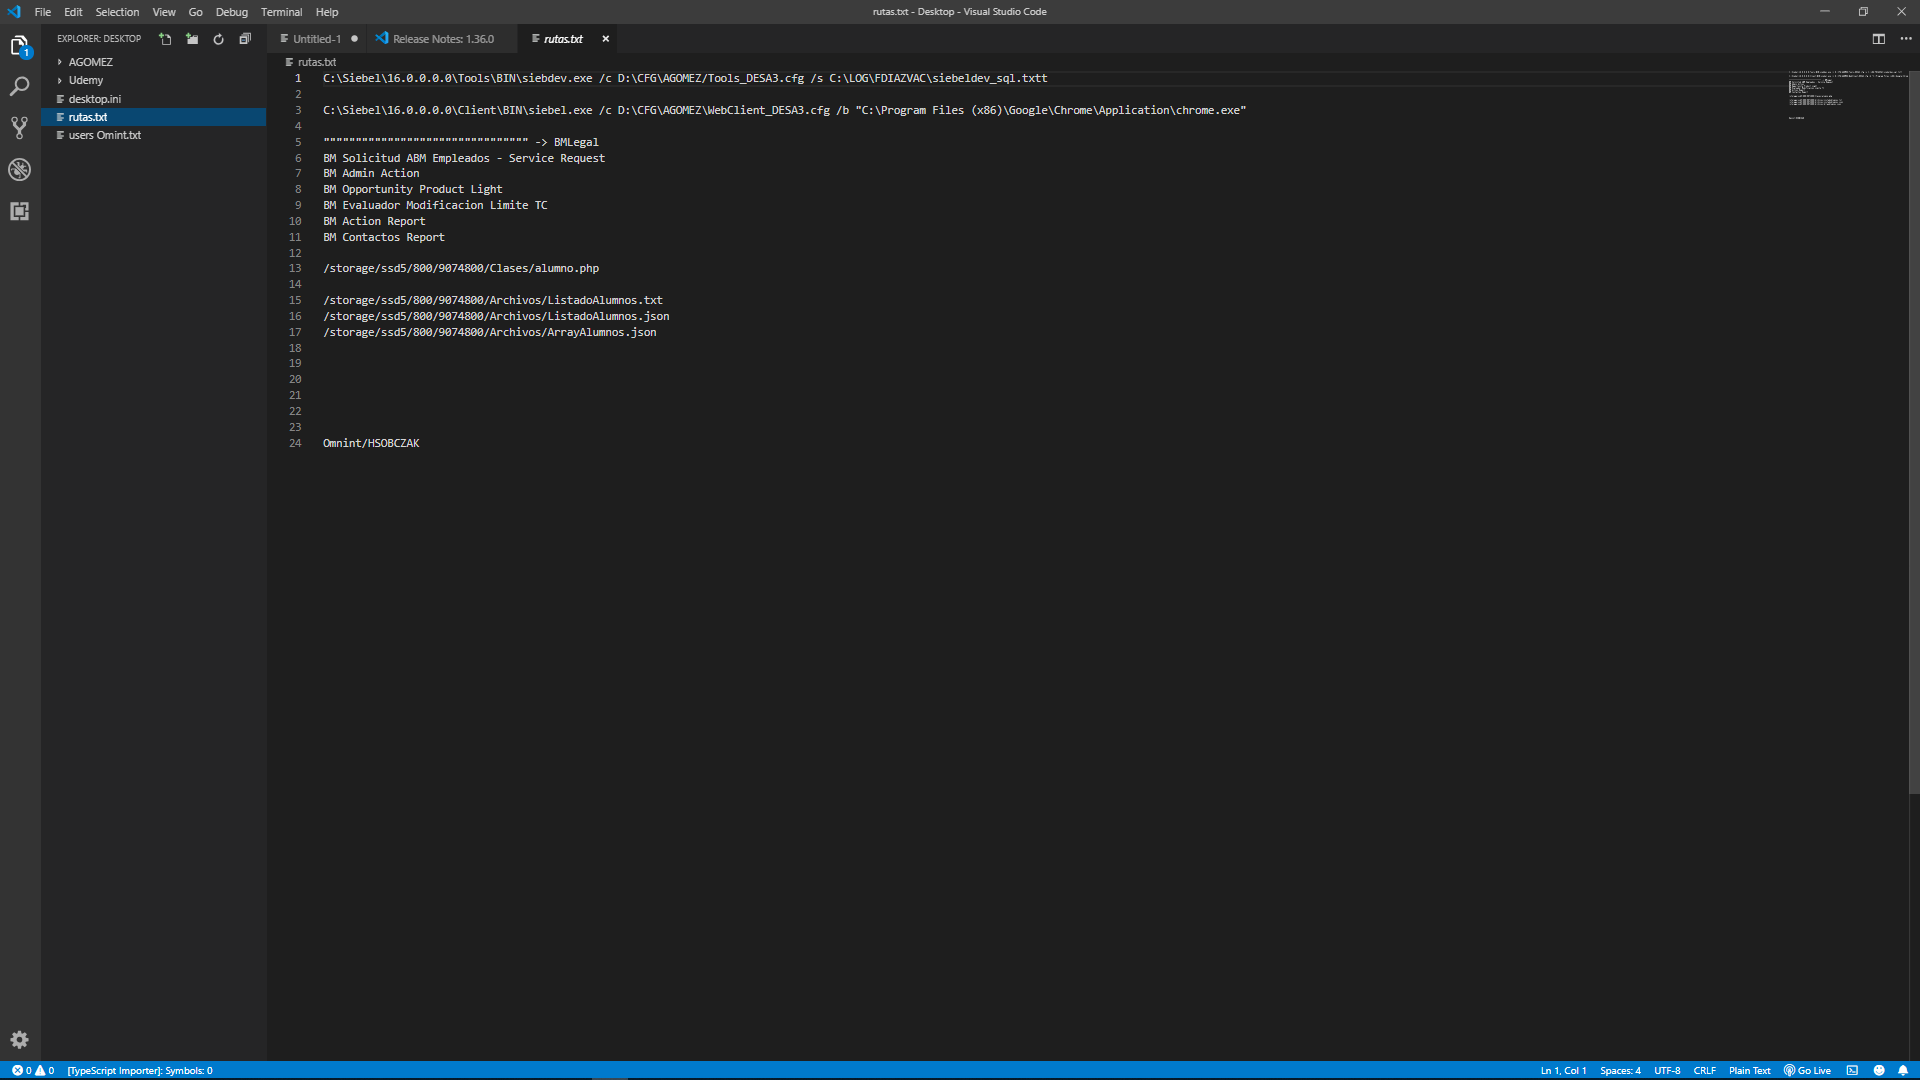 File Edit Selection View Go Debug Terminal Help
rutas.txt - Desktop - Visual Studio Code
EXPLORER: DESKTOP
Untitled-1
Release Notes: 1.36.0
rutas.txt
1
AGOMEZ
Udemy
desktop.ini
rutas.txt
users Omint.txt
rutas.txt
1 C:\Siebel\16.0.0.0.0\Tools\BIN\siebdev.exe /c D:\CFG\AGOMEZ/Tools_DESA3.cfg /s C:\LOG\FDIAZVAC\siebeldev_sql.txtt
2
3 C:\Siebel\16.0.0.0.0\Client\BIN\siebel.exe /c D:\CFG\AGOMEZ\WebClient_DESA3.cfg /b "C:\Program Files (x86)\Google\Chrome\Application\chrome.exe"
4
5 """""""""""""""""""""""""""""""" -> BMLegal
6 BM Solicitud ABM Empleados - Service Request
7 BM Admin Action
8 BM Opportunity Product Light
9 BM Evaluador Modificacion Limite TC
10 BM Action Report
11 BM Contactos Report
12
13 /storage/ssd5/800/9074800/Clases/alumno.php
14
15 /storage/ssd5/800/9074800/Archivos/ListadoAlumnos.txt
16 /storage/ssd5/800/9074800/Archivos/ListadoAlumnos.json
17 /storage/ssd5/800/9074800/Archivos/ArrayAlumnos.json
18
19
20
21
22
23
24 Omnint/HSOBCZAK
0 0 [TypeScript Importer]: Symbols: 0
Ln 1, Col 1 Spaces: 4 UTF-8 CRLF Plain Text Go Live